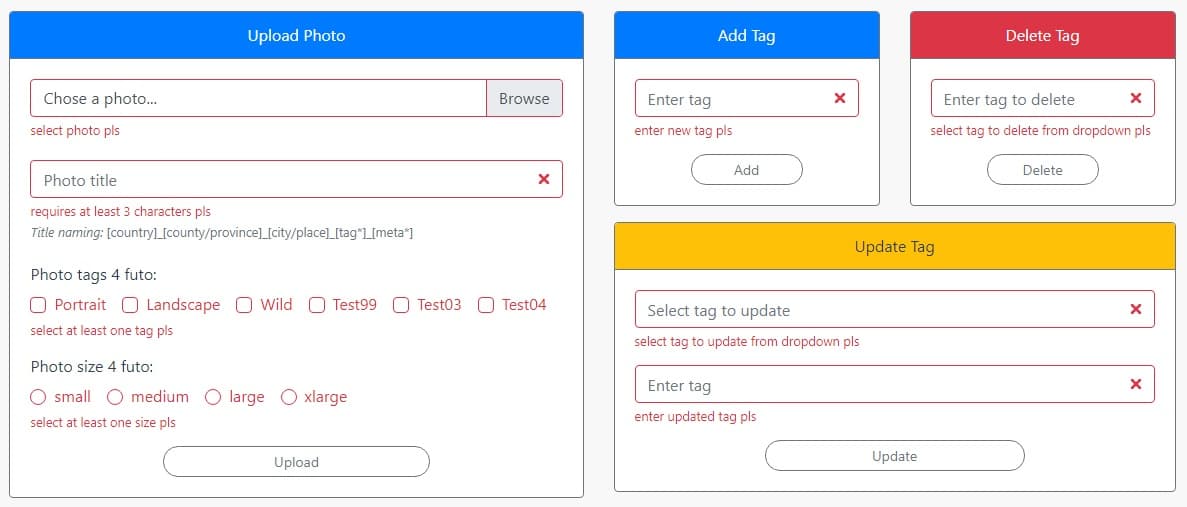 Upload Photo
Chose a photo...
Browse
select photo pls
Photo title
requires at least 3 characters pls
Title naming: [country]_[county/province]_[city/place]_[tag*]_[meta*]
Photo tags 4 futo:
Portrait Landscape Wild Test99 Test03 Test04
select at least one tag pls
Photo size 4 futo:
small medium large xlarge
select at least one size pls
Upload
Add Tag
Enter tag
enter new tag pls
Add
Delete Tag
Enter tag to delete
select tag to delete from dropdown pls
Delete
Update Tag
Select tag to update
select tag to update from dropdown pls
Enter tag
enter updated tag pls
Update